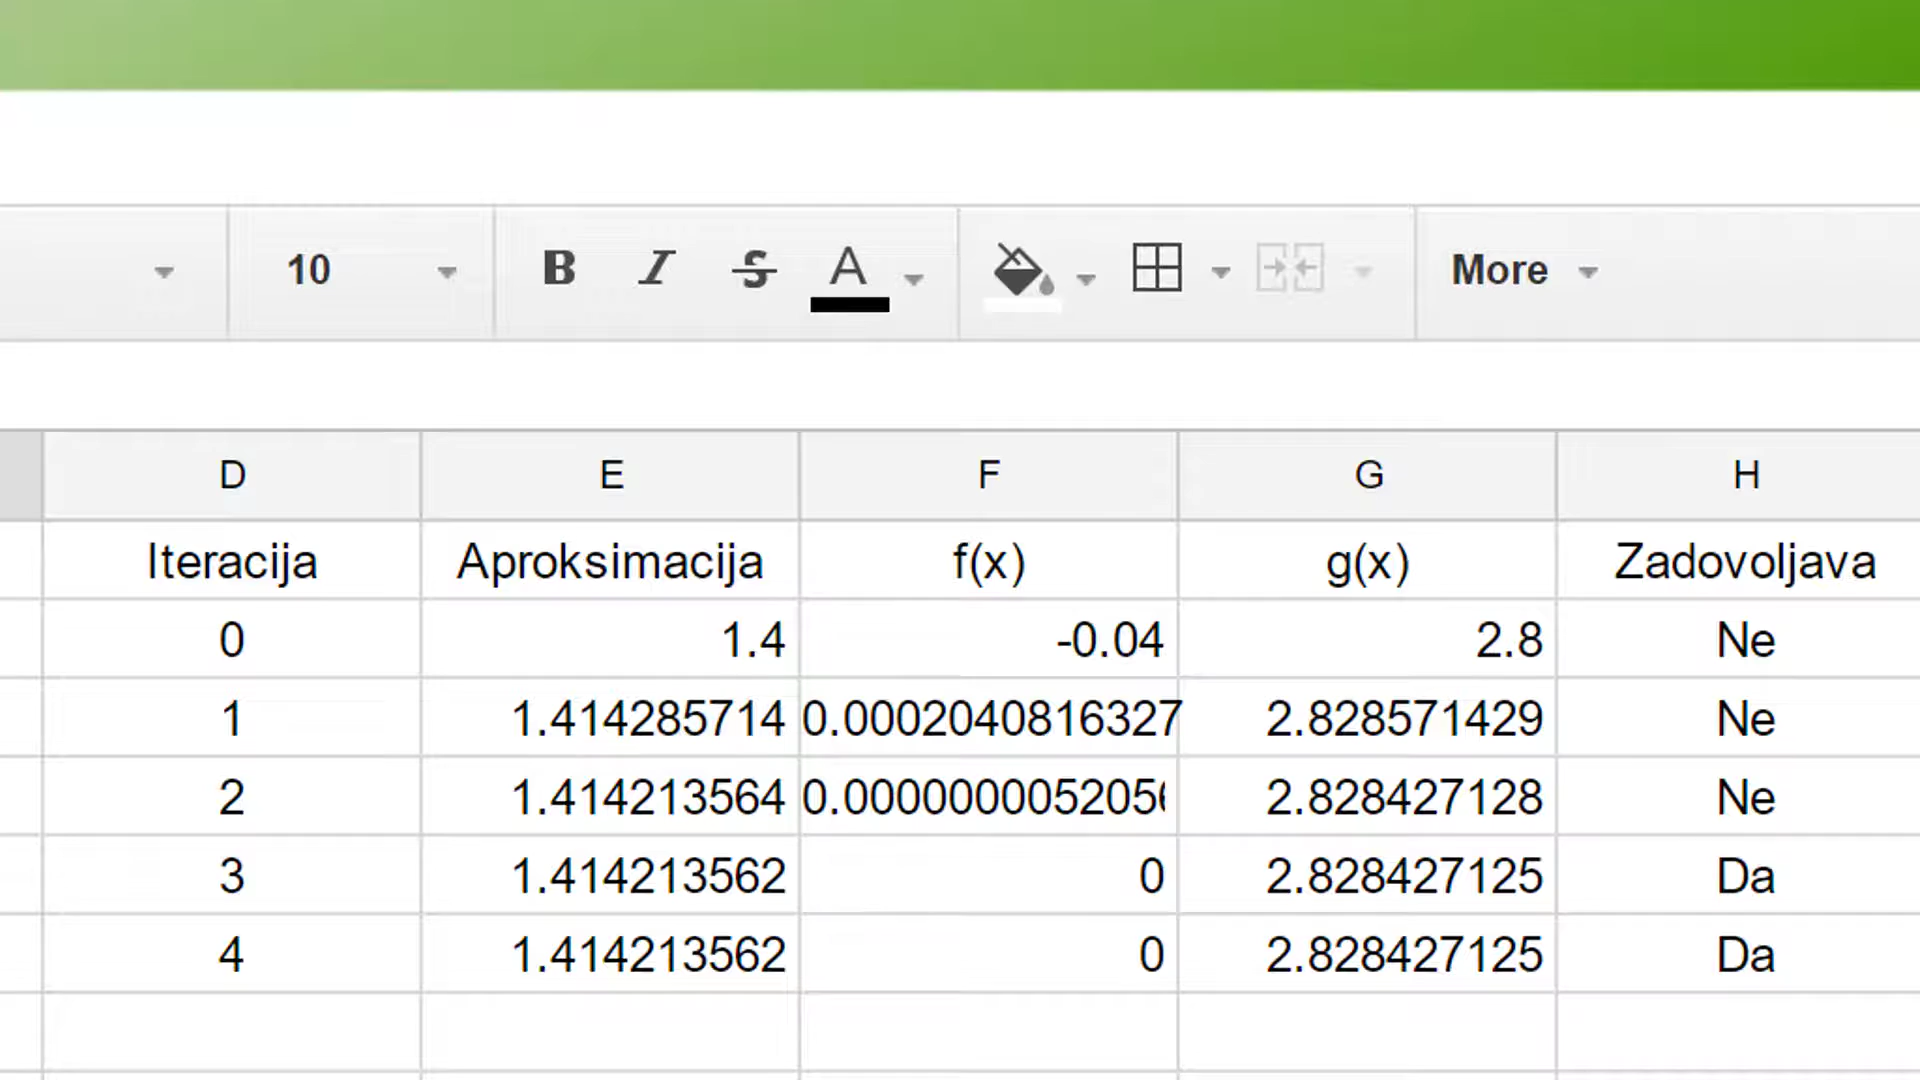 10 B I S A More
D E F G H
Iteracija Aproksimacija f(x) g(x) Zadovoljava
0 1.4 -0.04 2.8 Ne
1 1.414285714 0.0002040816327 2.828571429 Ne
2 1.414213564 0.000000005205 2.828427128 Ne
3 1.414213562 0 2.828427125 Da
4 1.414213562 0 2.828427125 Da